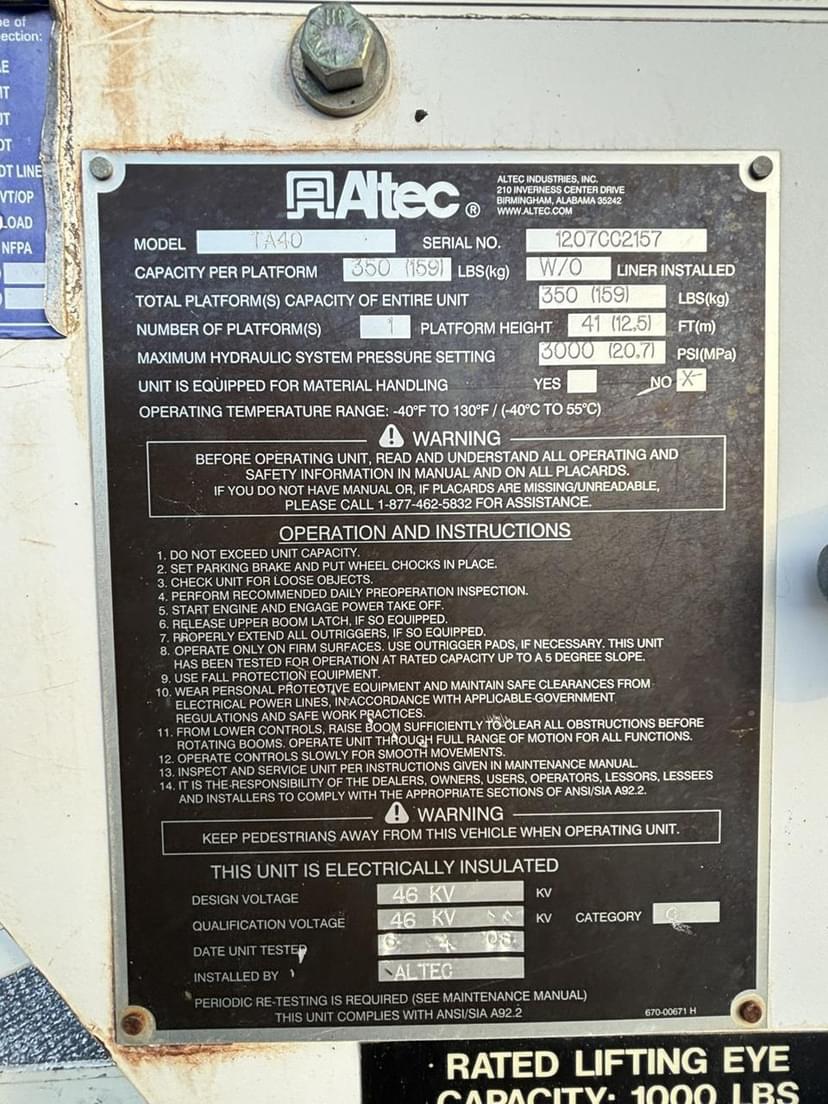 pe of
ection:
AE
MT
UT
OT
OT LINE
VT/OP
LOAD
NFPA
Altec ®
ALTEC INDUSTRIES, INC.
210 INVERNESS CENTER DRIVE
BIRMINGHAM, ALABAMA 35242
WWW.ALTEC.COM
MODEL TA40 SERIAL NO. 1207CC2157
CAPACITY PER PLATFORM 350 (159) LBS(kg) W/O LINER INSTALLED
TOTAL PLATFORM(S) CAPACITY OF ENTIRE UNIT 350 (159) LBS(kg)
NUMBER OF PLATFORM(S) 1 PLATFORM HEIGHT 41 (12.5) FT(m)
MAXIMUM HYDRAULIC SYSTEM PRESSURE SETTING 3000 (20.7) PSI(MPa)
UNIT IS EQUIPPED FOR MATERIAL HANDLING YES NO X
OPERATING TEMPERATURE RANGE: -40°F TO 130°F / (-40°C TO 55°C)
WARNING
BEFORE OPERATING UNIT, READ AND UNDERSTAND ALL OPERATING AND
SAFETY INFORMATION IN MANUAL AND ON ALL PLACARDS.
IF YOU DO NOT HAVE MANUAL OR, IF PLACARDS ARE MISSING/UNREADABLE,
PLEASE CALL 1-877-462-5832 FOR ASSISTANCE.
OPERATION AND INSTRUCTIONS
1. DO NOT EXCEED UNIT CAPACITY.
2. SET PARKING BRAKE AND PUT WHEEL CHOCKS IN PLACE.
3. CHECK UNIT FOR LOOSE OBJECTS.
4. PERFORM RECOMMENDED DAILY PREOPERATION INSPECTION.
5. START ENGINE AND ENGAGE POWER TAKE OFF.
6. RELEASE UPPER BOOM LATCH, IF SO EQUIPPED.
7. PROPERLY EXTEND ALL OUTRIGGERS, IF SO EQUIPPED.
8. OPERATE ONLY ON FIRM SURFACES. USE OUTRIGGER PADS, IF NECESSARY. THIS UNIT
HAS BEEN TESTED FOR OPERATION AT RATED CAPACITY UP TO A 5 DEGREE SLOPE.
9. USE FALL PROTECTION EQUIPMENT.
10. WEAR PERSONAL PROTECTIVE EQUIPMENT AND MAINTAIN SAFE CLEARANCES FROM
ELECTRICAL POWER LINES, IN ACCORDANCE WITH APPLICABLE GOVERNMENT
REGULATIONS AND SAFE WORK PRACTICES.
11. FROM LOWER CONTROLS, RAISE BOOM SUFFICIENTLY TO CLEAR ALL OBSTRUCTIONS BEFORE
ROTATING BOOMS. OPERATE UNIT THROUGH FULL RANGE OF MOTION FOR ALL FUNCTIONS.
12. OPERATE CONTROLS SLOWLY FOR SMOOTH MOVEMENTS.
13. INSPECT AND SERVICE UNIT PER INSTRUCTIONS GIVEN IN MAINTENANCE MANUAL.
14. IT IS THE RESPONSIBILITY OF THE DEALERS, OWNERS, USERS, OPERATORS, LESSORS, LESSEES
AND INSTALLERS TO COMPLY WITH THE APPROPRIATE SECTIONS OF ANSI/SIA A92.2.
WARNING
KEEP PEDESTRIANS AWAY FROM THIS VEHICLE WHEN OPERATING UNIT.
THIS UNIT IS ELECTRICALLY INSULATED
DESIGN VOLTAGE 46 KV KV
QUALIFICATION VOLTAGE 46 KV KV CATEGORY C
DATE UNIT TESTED
INSTALLED BY ALTEC
PERIODIC RE-TESTING IS REQUIRED (SEE MAINTENANCE MANUAL)
THIS UNIT COMPLIES WITH ANSI/SIA A92.2
670-00671 H
RATED LIFTING EYE
CAPACITY: 1000 LBS